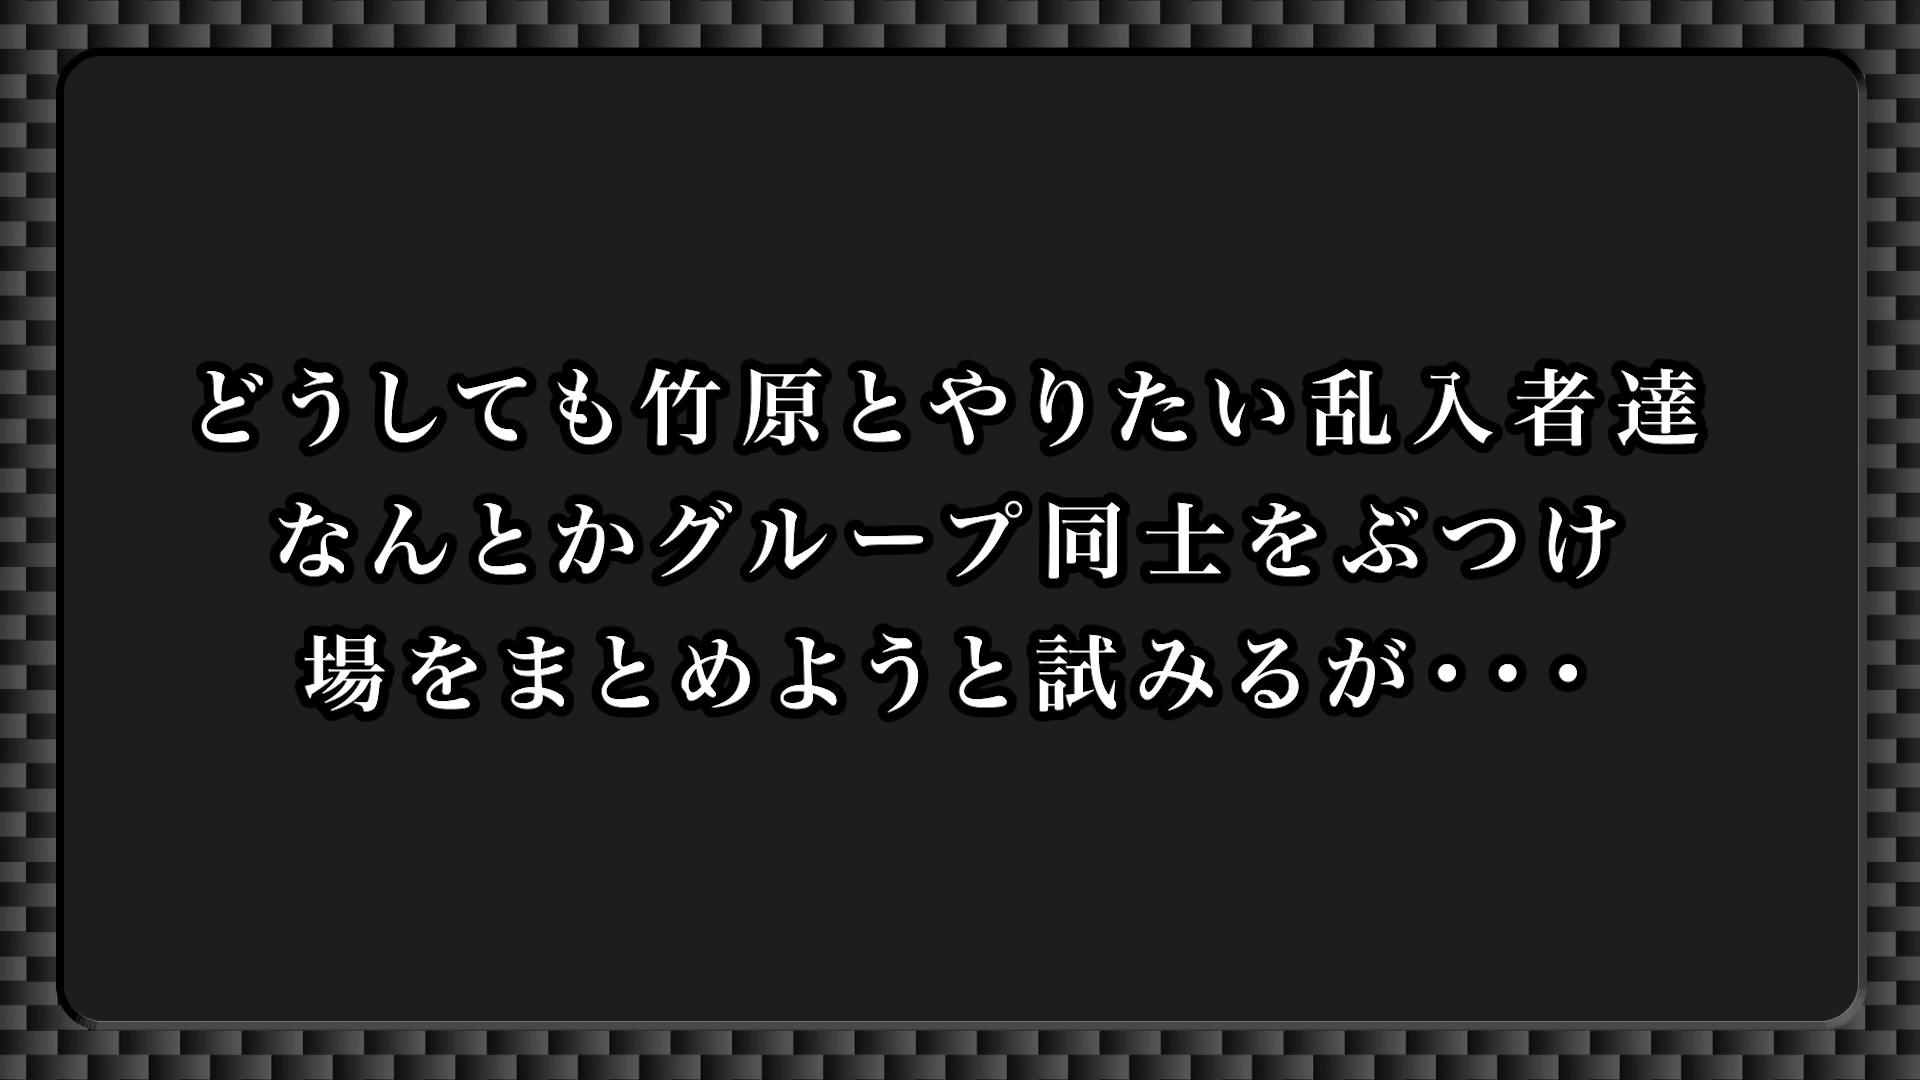 どうしても竹原とやりたい乱入者達
なんとかグループ同士をぶつけ
場をまとめようと試みるが・・・